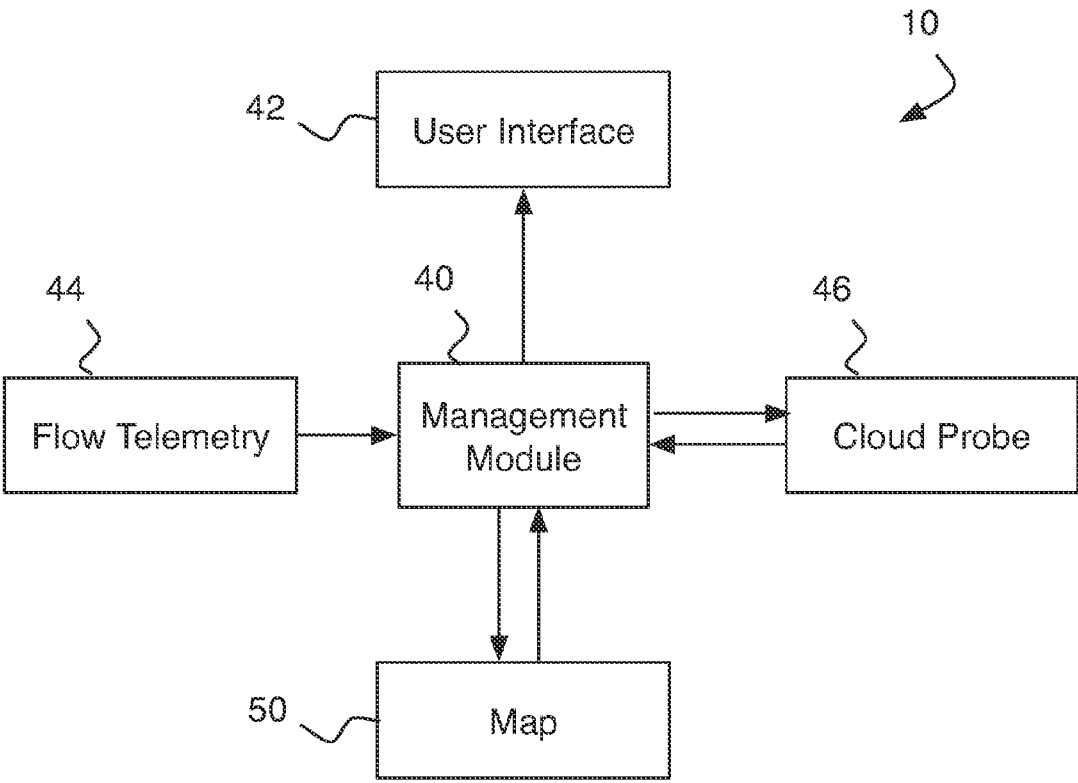 10
42
User Interface
44
40
46
Flow Telemetry
Management
Module
Cloud Probe
50
Map